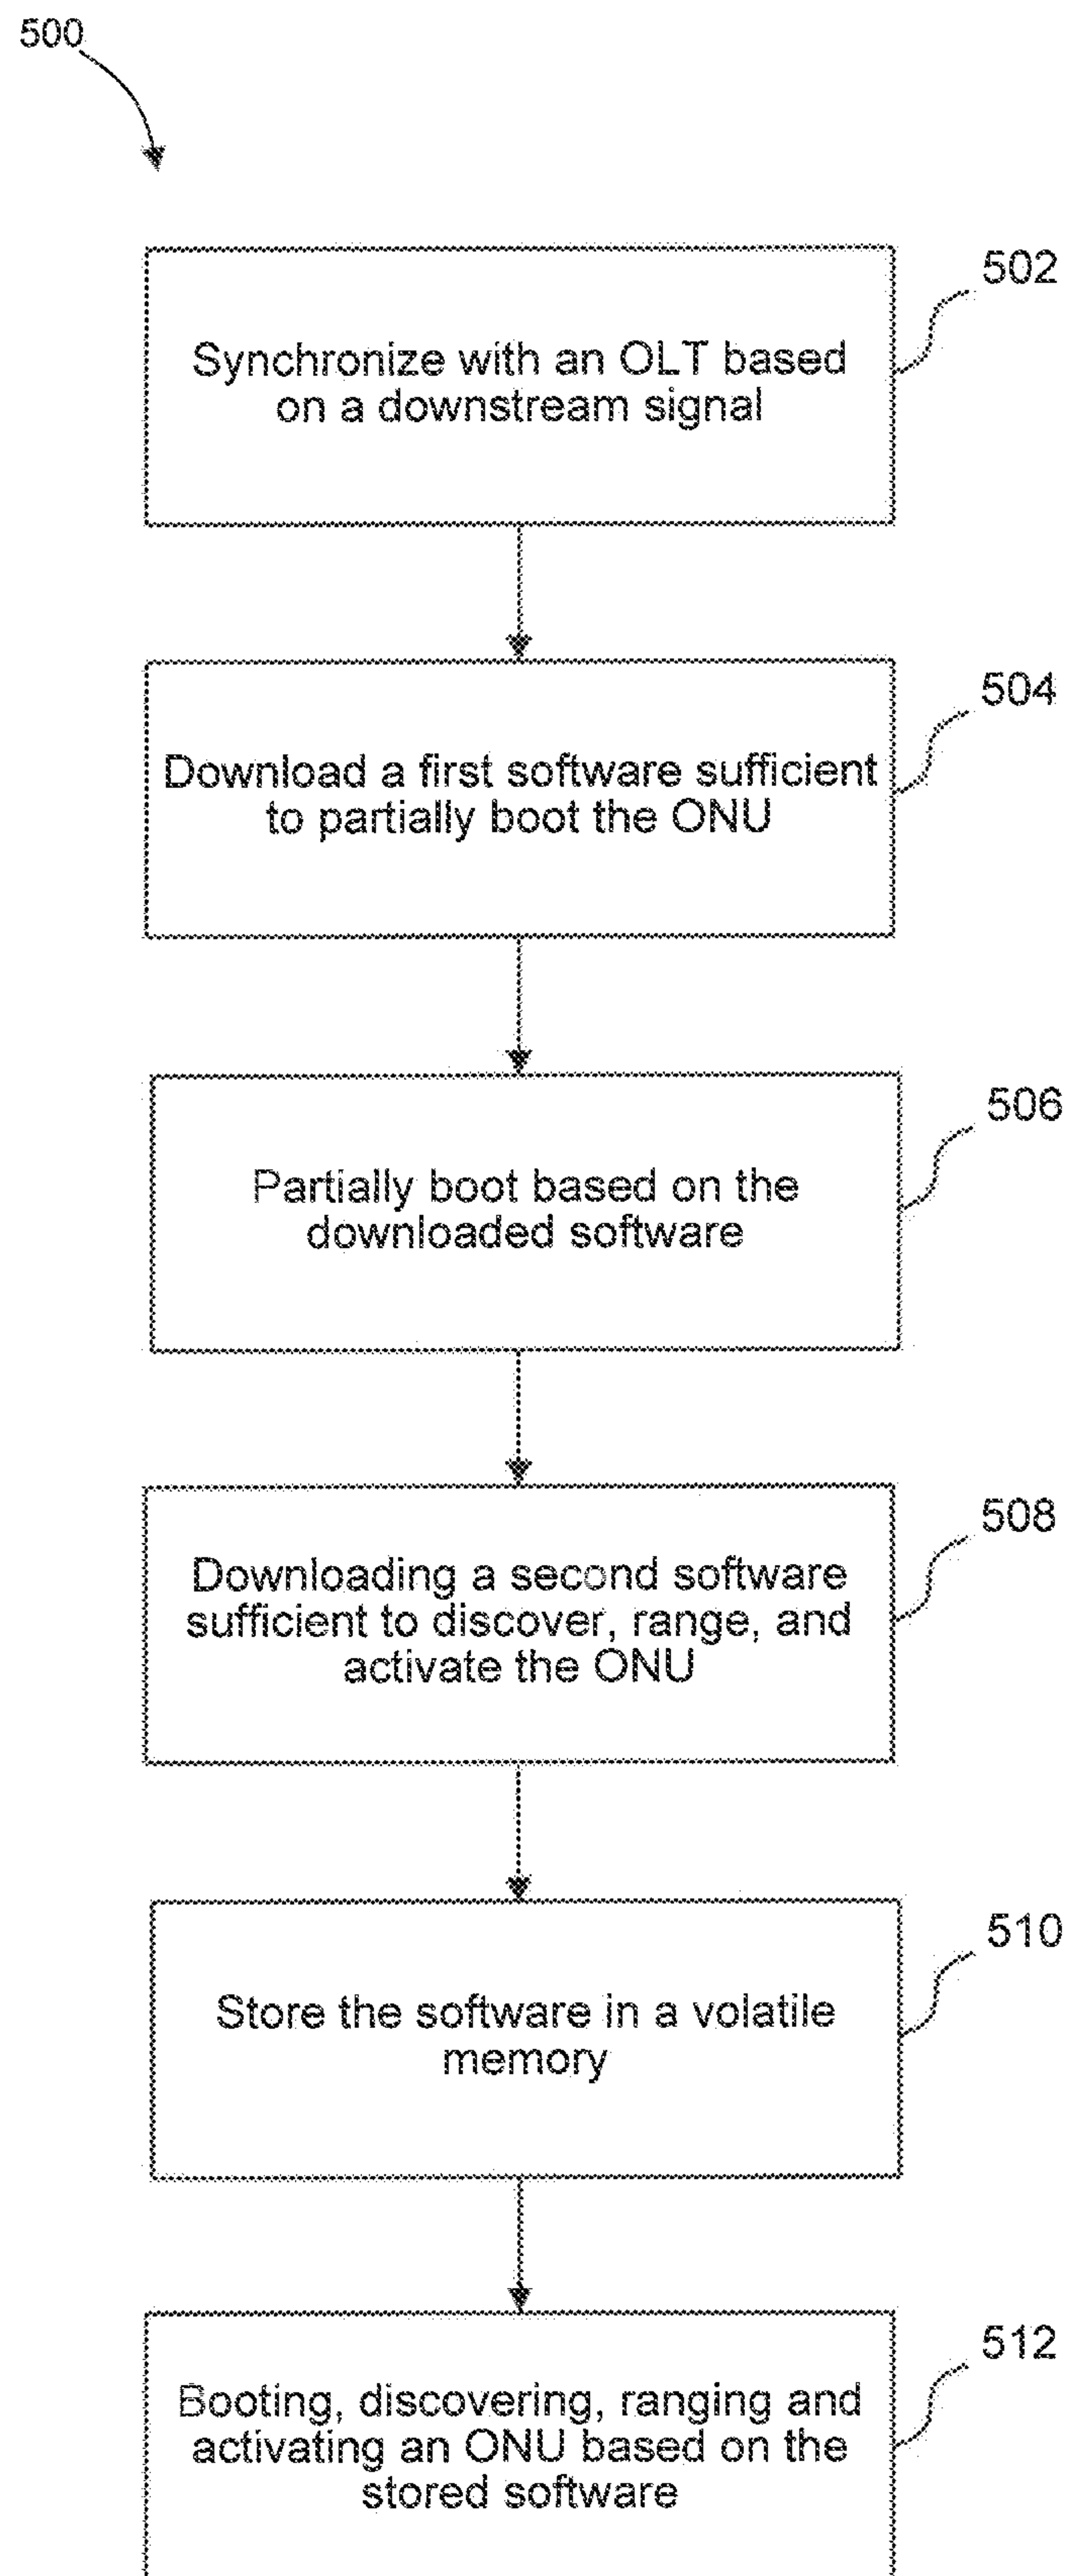 500
502
Synchronize with an OLT based
on a downstream signal
504
Download a first software sufficient
to partially boot the ONU
506
Partially boot based on the
downloaded software
508
Downloading a second software
sufficient to discover, range, and
activate the ONU
510
Store the software in a volatile
memory
512
Booting, discovering, ranging and
activating an ONU based on the
stored software